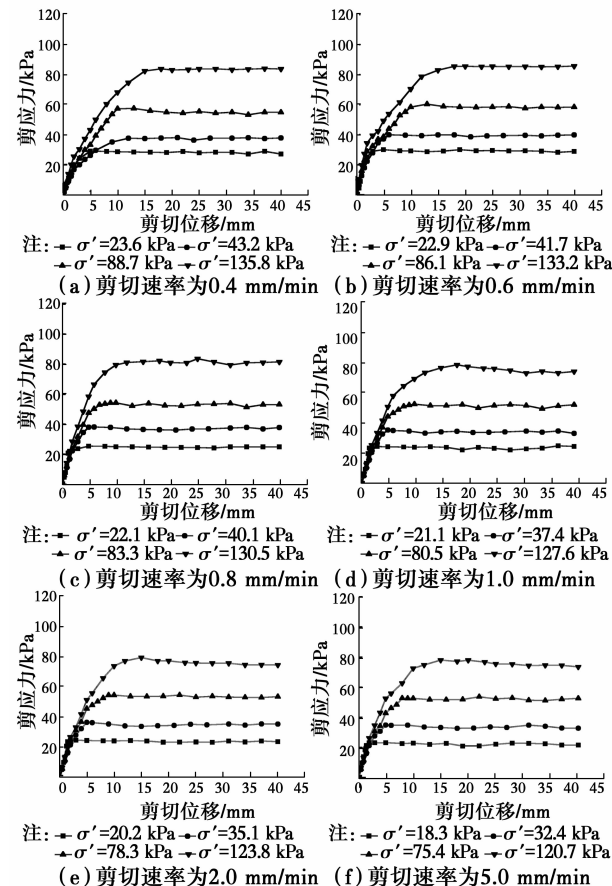 120
100
80
60
40
20
剪应力/kPa
0 5 10 15 20 25 30 35 40 45
剪切位移/mm
注: σ′=23.6 kPa σ′=43.2 kPa
σ′=88.7 kPa σ′=135.8 kPa
(a)剪切速率为0.4 mm/min
120
100
80
60
40
20
剪应力/kPa
0 5 10 15 20 25 30 35 40 45
剪切位移/mm
注: σ′=22.9 kPa σ′=41.7 kPa
σ′=86.1 kPa σ′=133.2 kPa
(b)剪切速率为0.6 mm/min
120
100
80
60
40
20
剪应力/kPa
0 5 10 15 20 25 30 35 40 45
剪切位移/mm
注: σ′=22.1 kPa σ′=40.1 kPa
σ′=83.3 kPa σ′=130.5 kPa
(c)剪切速率为0.8 mm/min
120
100
80
60
40
20
剪应力/kPa
0 5 10 15 20 25 30 35 40 45
剪切位移/mm
注: σ′=21.1 kPa σ′=37.4 kPa
σ′=80.5 kPa σ′=127.6 kPa
(d)剪切速率为1.0 mm/min
120
100
80
60
40
20
剪应力/kPa
0 5 10 15 20 25 30 35 40 45
剪切位移/mm
注: σ′=20.2 kPa σ′=35.1 kPa
σ′=78.3 kPa σ′=123.8 kPa
(e)剪切速率为2.0 mm/min
120
100
80
60
40
20
剪应力/kPa
0 5 10 15 20 25 30 35 40 45
剪切位移/mm
注: σ′=18.3 kPa σ′=32.4 kPa
σ′=75.4 kPa σ′=120.7 kPa
(f)剪切速率为5.0 mm/min